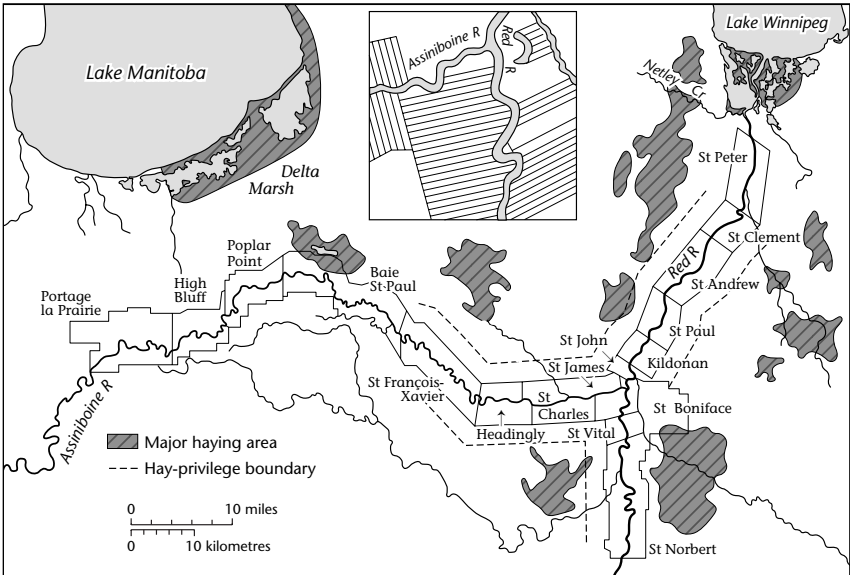 Lake Manitoba
Delta
Marsh
Assiniboine R
Red R
Lake Winnipeg
Netley Cr
St Peter
St Clement
Red R
St Andrew
St Paul
Kildonan
St John
St James
St Boniface
Poplar
Point
High
Bluff
Portage
la Prairie
Baie
St Paul
St François-
Xavier
St
Charles
Headingly
St Vital
St Norbert
Assiniboine R
Major haying area
Hay-privilege boundary
0 10 miles
0 10 kilometres